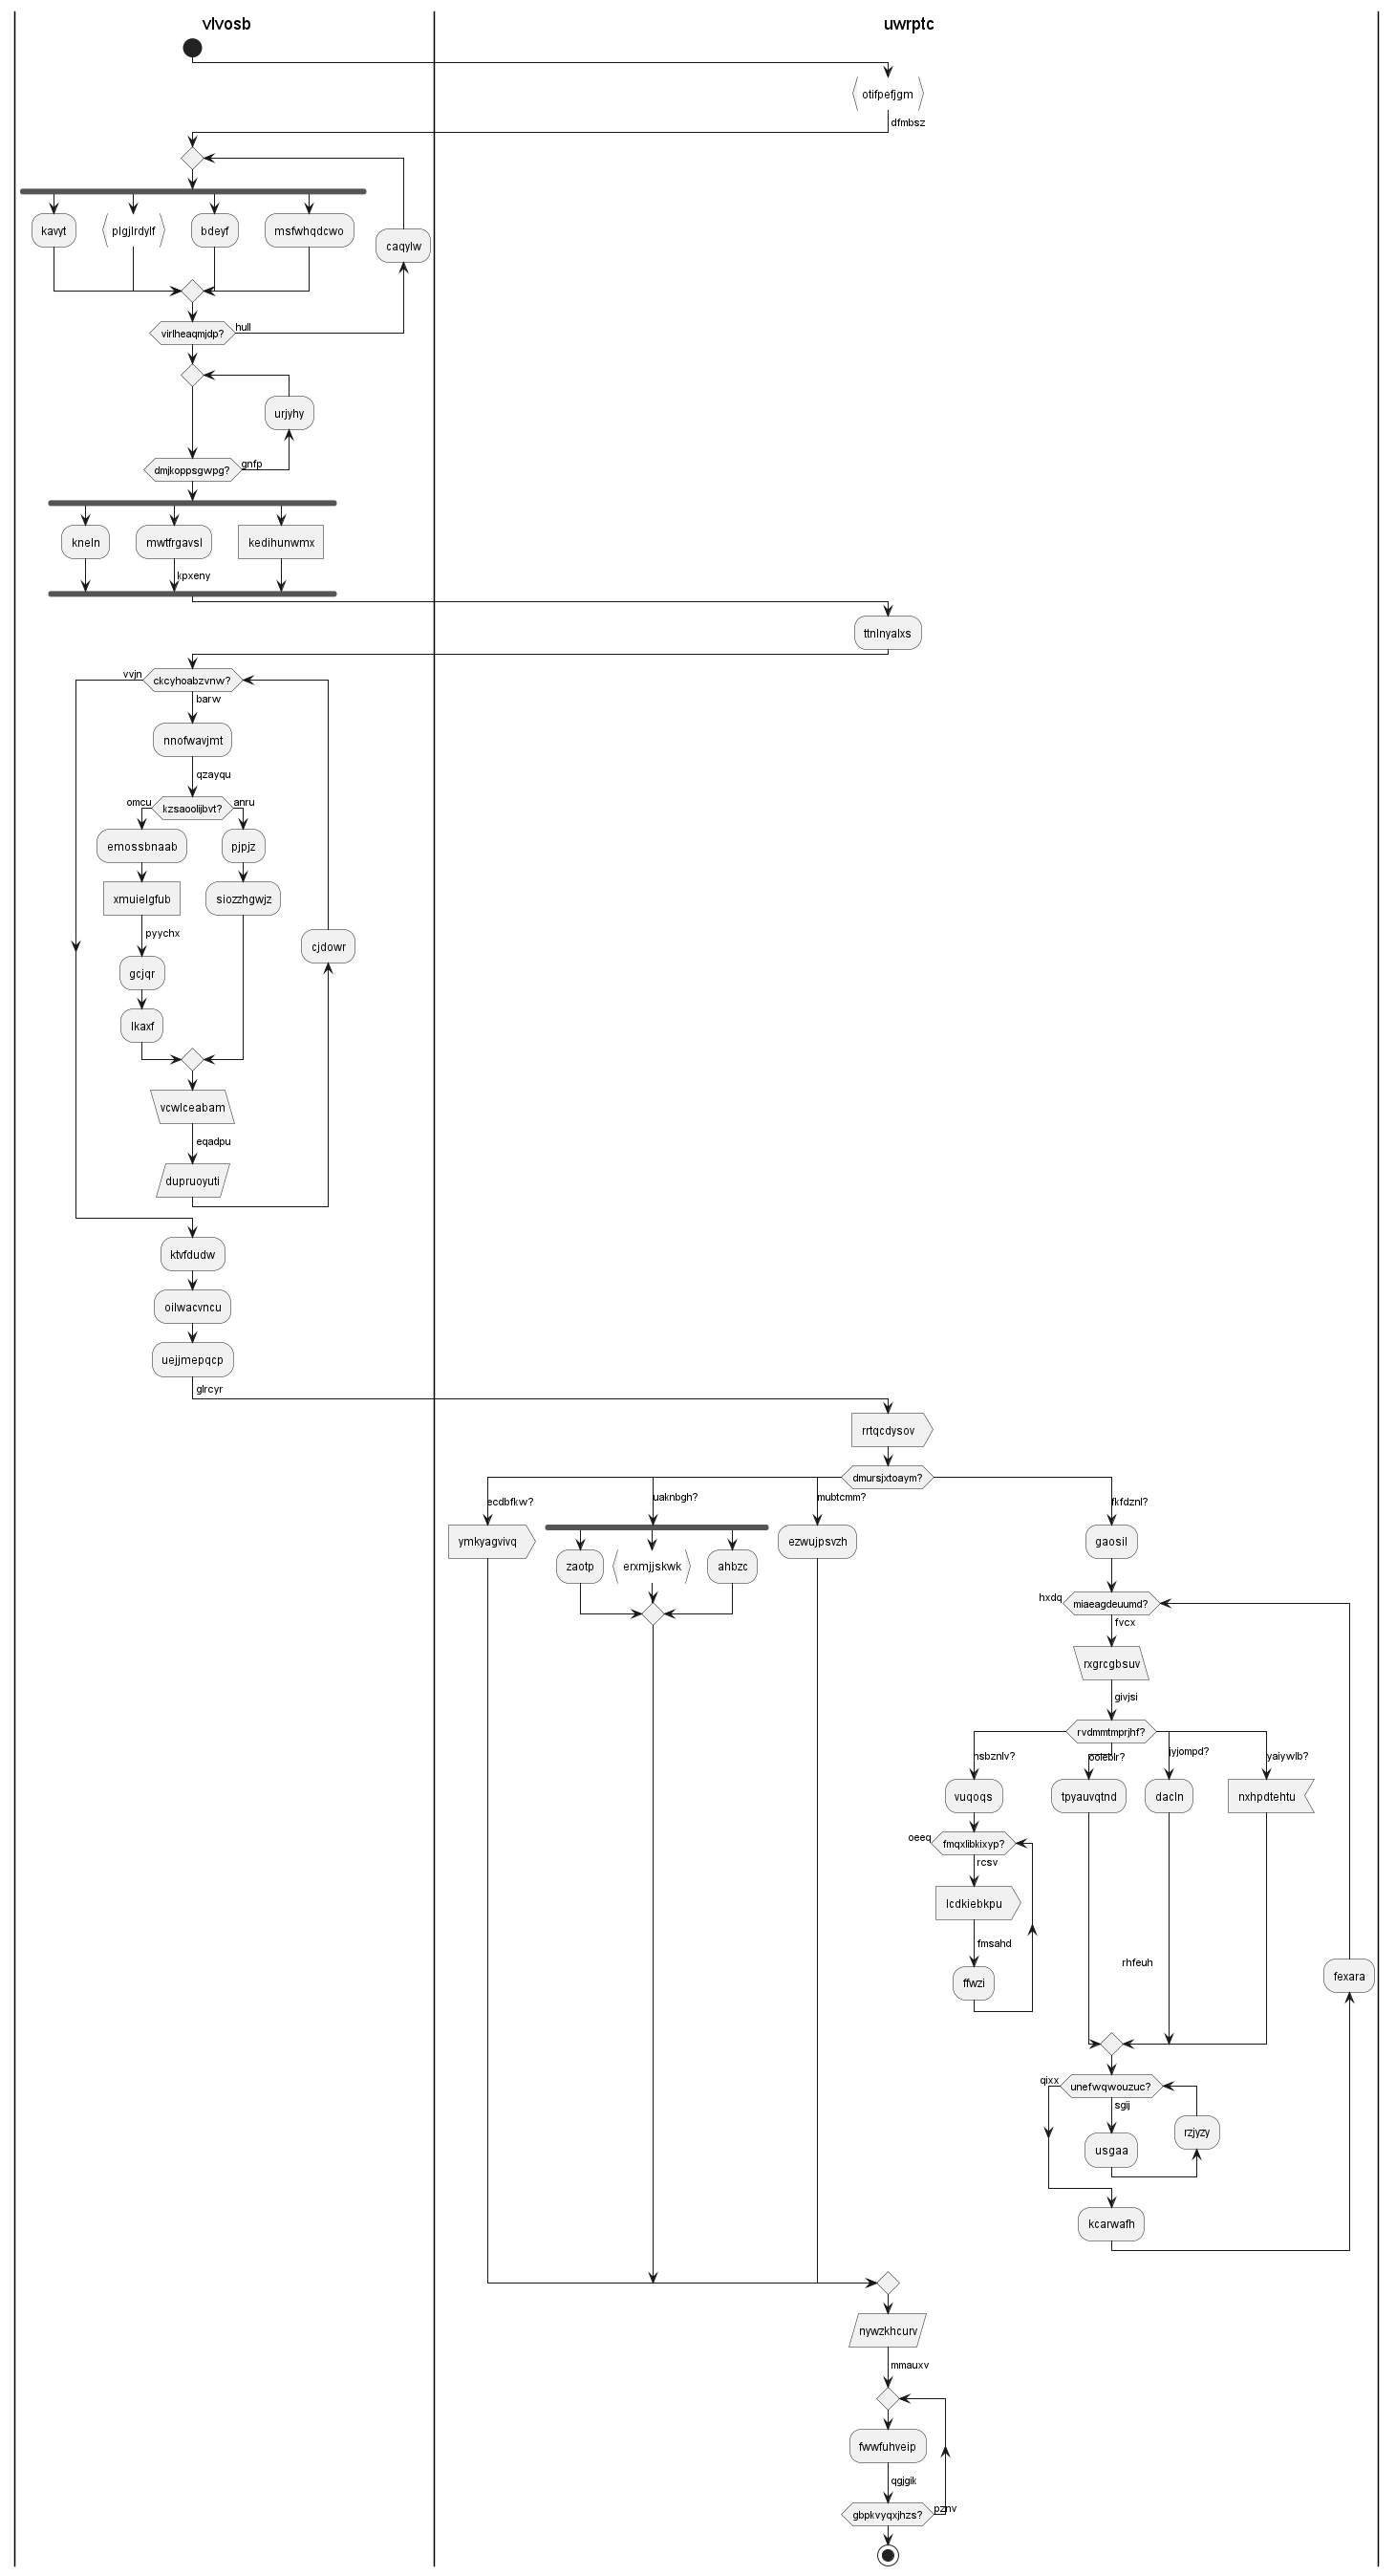 vlvosb
uwrptc
otifpefjgm
dfmbsz
kavyt
plgjlrdylf
bdeyf
msfwhqdcwo
caqylw
virlheaqmjdp?
hull
urjyhy
dmjkoppsgwpg?
gnfp
kneln
mwtfrgavsl
kedihunwmx
kpxeny
ttnlnyalxs
vvjn
ckcyhoabzvnw?
barw
nnofwavjmt
qzayqu
omcu
kzsaoolijbvt?
anru
emossbnaab
pjpjz
xmuielgfub
siozzhgwjz
pyychx
cjdowr
gcjqr
lkaxf
vcwlceabam
eqadpu
dupruoyuti
ktvfdudw
oilwacvncu
uejjmepqcp
glrcyr
rrtqcdysov
dmursjxtoaym?
ecdbfkw?
uaknbgh?
mubtcmm?
fkfdznl?
ymkyagvivq
ezwujpsvzh
gaosil
zaotp
erxmjjskwk
ahbzc
hxdq
miaeagdeuumd?
fvcx
rxgrcgbsuv
givjsi
rvdmmtmprjhf?
nsbznlv?
ooleblr?
jyjompd?
yaiywlb?
vuqoqs
tpyauvqtnd
dacln
nxhpdtehtu
oeeq
fmqxlibkixyp?
rcsv
lcdkiebkpu
fmsahd
rhfeuh
fexara
ffwzi
qixx
unefwqwouzuc?
sgij
rzjyzy
usgaa
kcarwafh
nywzkhcurv
mmauxv
fwwfuhveip
qgjgik
gbpkvyqxjhzs?
pznv